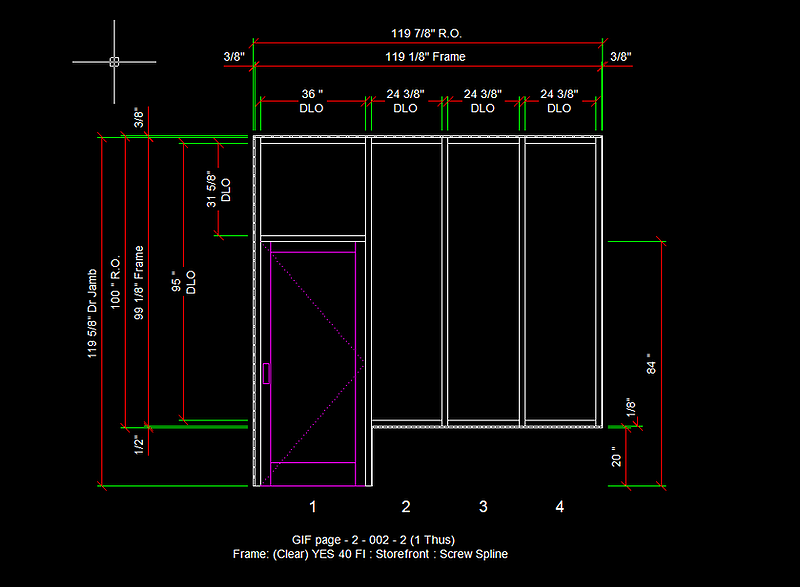 119 7/8" R.O.
3/8"
119 1/8" Frame
3/8"
36 "
DLO
24 3/8"
DLO
24 3/8"
DLO
24 3/8"
DLO
3/8"
31 5/8"
DLO
119 5/8" Dr Jamb
100 " R.O.
99 1/8" Frame
95 "
DLO
84 "
1/8"
1/2"
20 "
1
2
3
4
GIF page - 2 - 002 - 2 (1 Thus)
Frame: (Clear) YES 40 FI : Storefront : Screw Spline